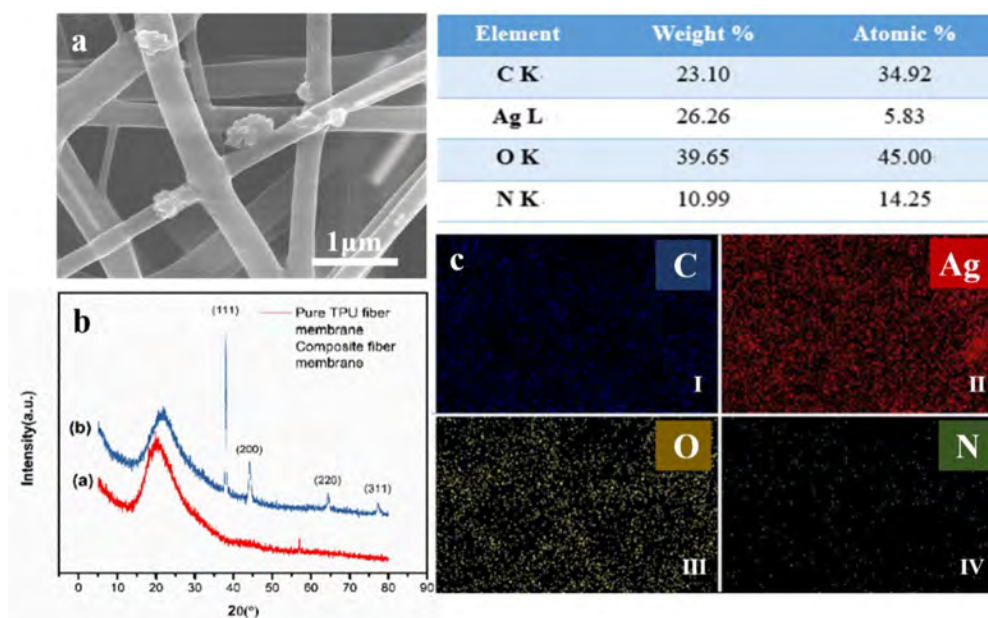 a
1μm
Element Weight % Atomic %
C K 23.10 34.92
Ag L 26.26 5.83
O K 39.65 45.00
N K 10.99 14.25
b
(111)
Pure TPU fiber
membrane
Composite fiber
membrane
(b)
(200)
(a)
(220)
(311)
Intensity(a.u.)
0 10 20 30 40 50 60 70 80 90
2θ(°)
c
C
I
Ag
II
O
III
N
IV